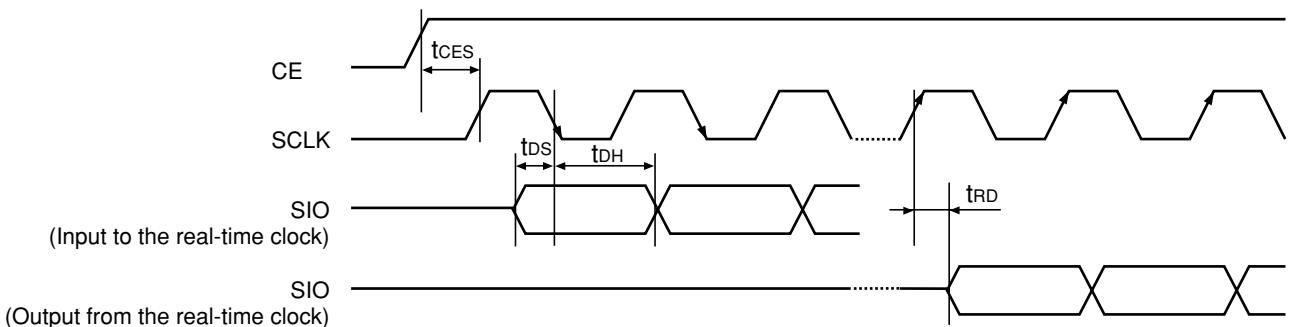 CE
tCES
SCLK
tDS
tDH
SIO
(Input to the real-time clock)
tRD
SIO
(Output from the real-time clock)